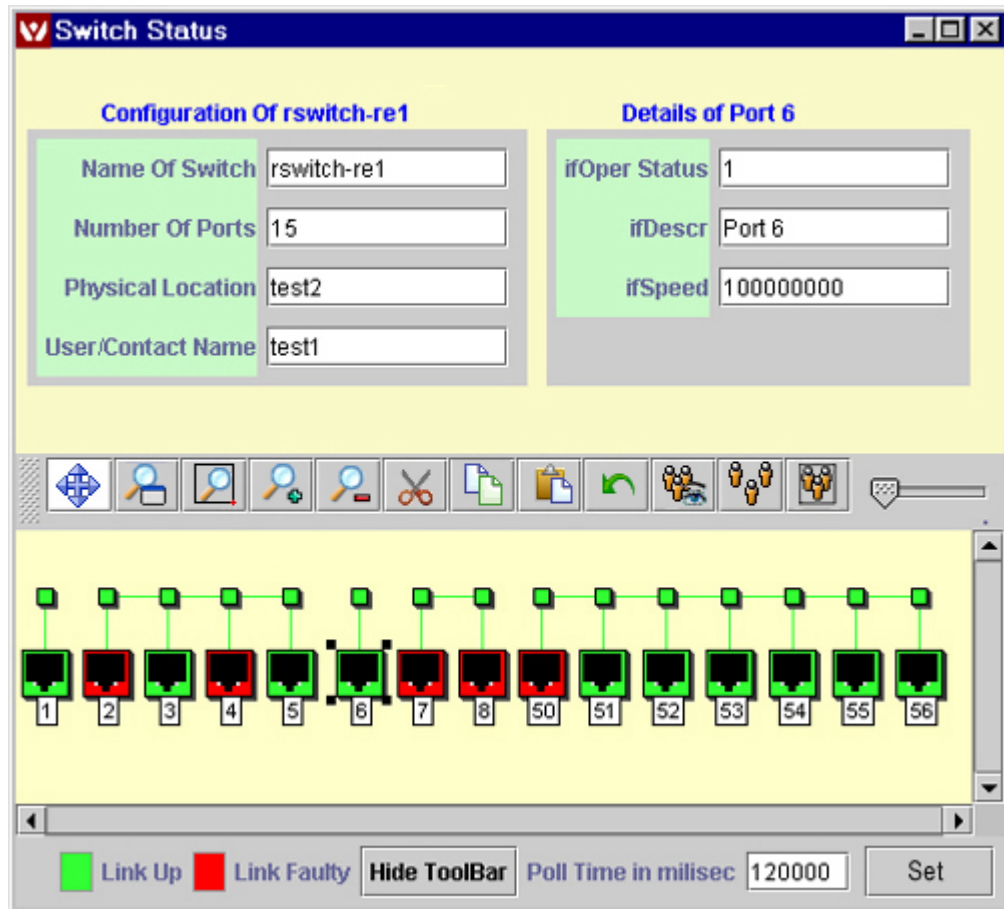 Switch Status
Configuration Of rswitch-re1
Name Of Switch rswitch-re1
Number Of Ports 15
Physical Location test2
User/Contact Name test1
Details of Port 6
ifOper Status 1
ifDescr Port 6
ifSpeed 100000000
1 2 3 4 5 6 7 8 50 51 52 53 54 55 56
Link Up Link Faulty Hide ToolBar Poll Time in milisec 120000 Set